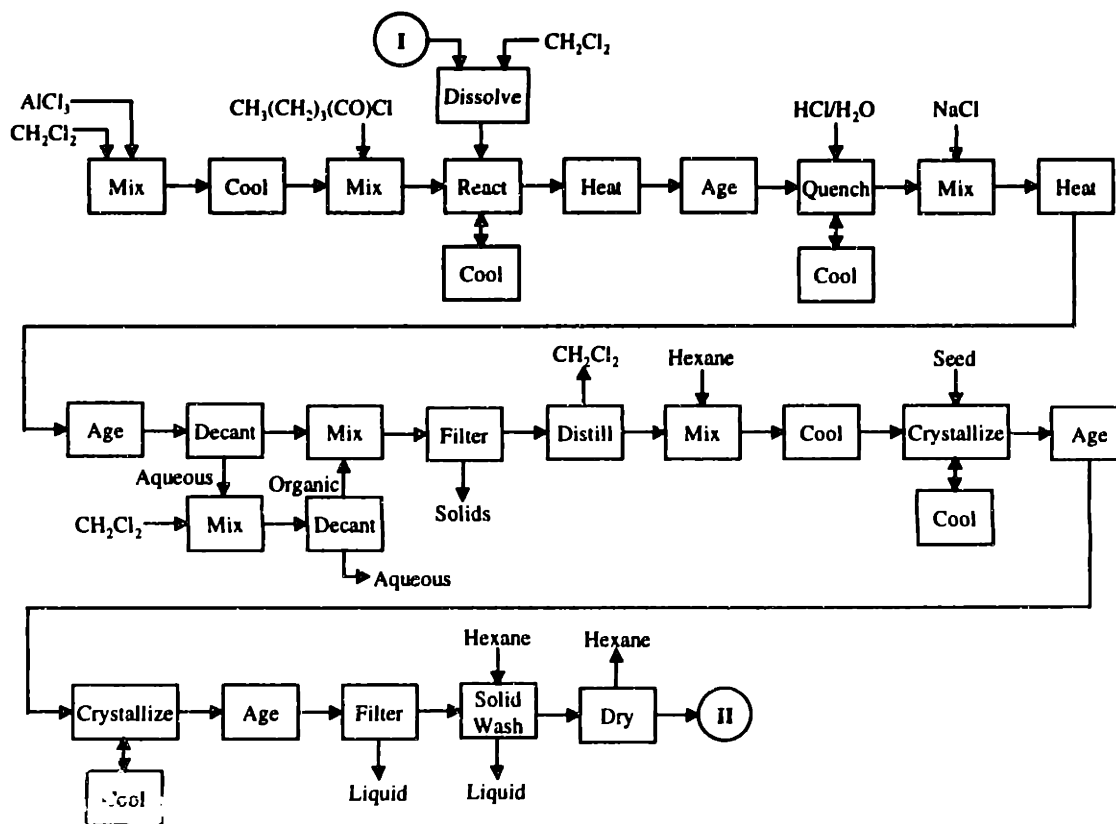 I
CH₂Cl₂
Dissolve
AlCl₃
CH₂Cl₂
CH₃(CH₂)₃(CO)Cl
HCl/H₂O
NaCl
Mix
Cool
Mix
React
Heat
Age
Quench
Mix
Heat
Cool
Cool
CH₂Cl₂
Hexane
Seed
Age
Decant
Mix
Filter
Distill
Mix
Cool
Crystallize
Age
Aqueous
Organic
Solids
CH₂Cl₂
Mix
Decant
Cool
Aqueous
Hexane
Hexane
Crystallize
Age
Filter
Solid
Wash
Dry
II
Cool
Liquid
Liquid